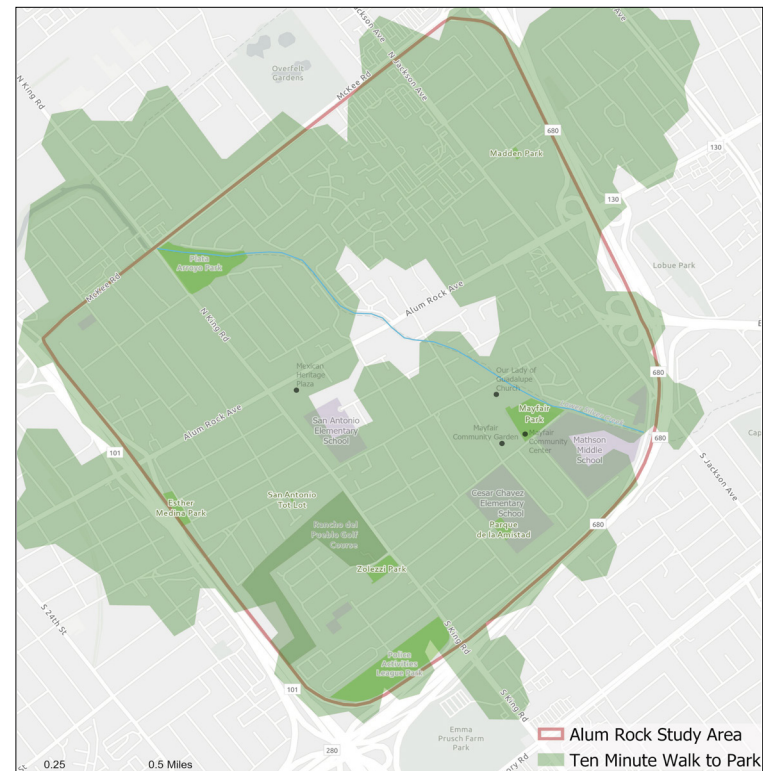 N Jackson Ave
Overfelt
Gardens
McKee Rd
N Jackson Ave
N King Rd
680
130
Madden Park
130
Plata
Arroyo Park
Lobue Park
McKee Rd
N King Rd
Alum Rock Ave
Mexican
Heritage
Plaza
Our Lady of
Guadalupe
Church
680
Mayfair
Park
San Antonio
Elementary
School
Alum Rock Ave
Mayfair
Community Garden
Mayfair
Community
Center
Mathson
Middle
School
680
S Jackson Ave
101
Cesar Chavez
Elementary
School
San Antonio
Tot Lot
Esther
Medina Park
Rancho del
Pueblo Golf
Course
Parque
de la Amistad
680
Zolezzi Park
S 24th St
S King Rd
Police
Activities
League Park
101
S King Rd
Emma
Prusch Farm
Park
280
Alum Rock Study Area
Ten Minute Walk to Park
0.25 0.5 Miles